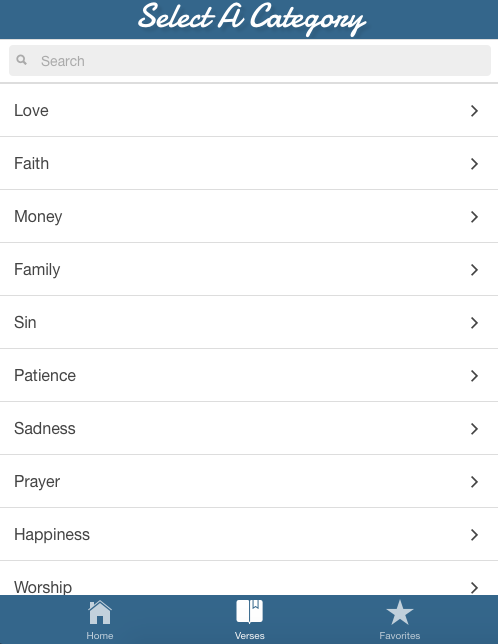 Select A Category
Search
Love
Faith
Money
Family
Sin
Patience
Sadness
Prayer
Happiness
Worship
Home
Verses
Favorites